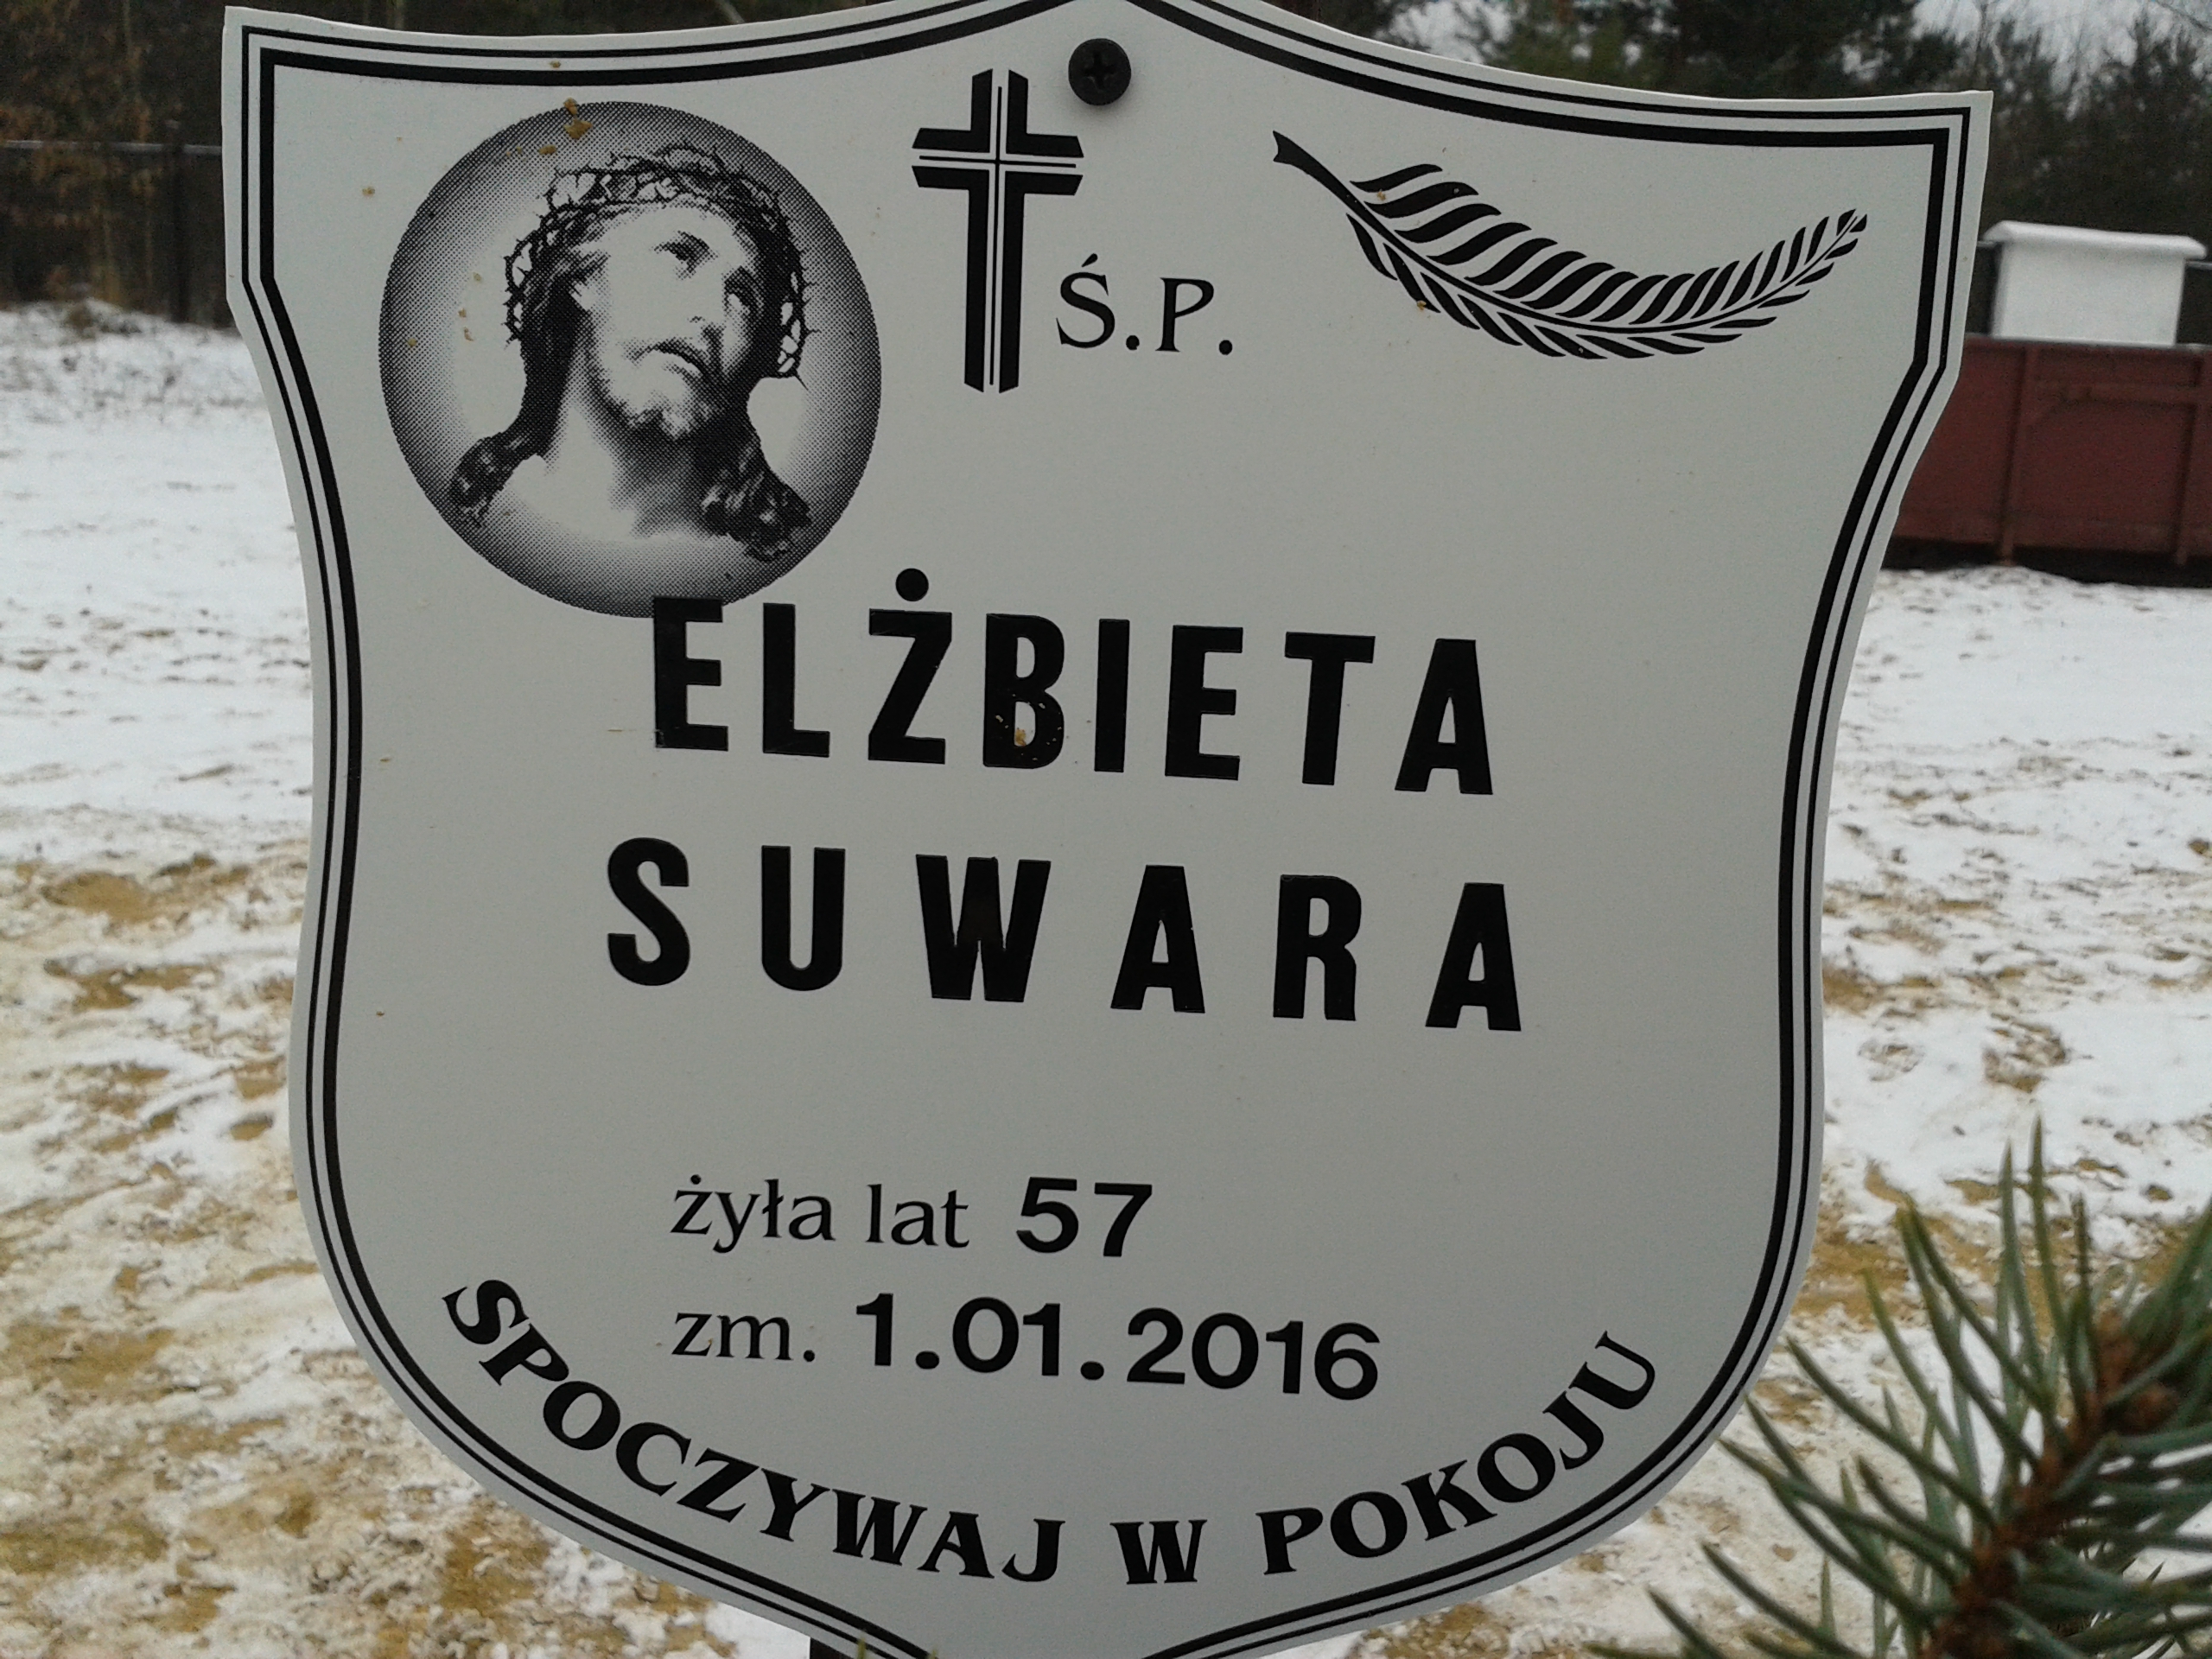 Ś.P.
ELŻBIETA
SUWARA
żyła lat 57
zm. 1.01.2016
SPOCZYWAJ W POKOJU